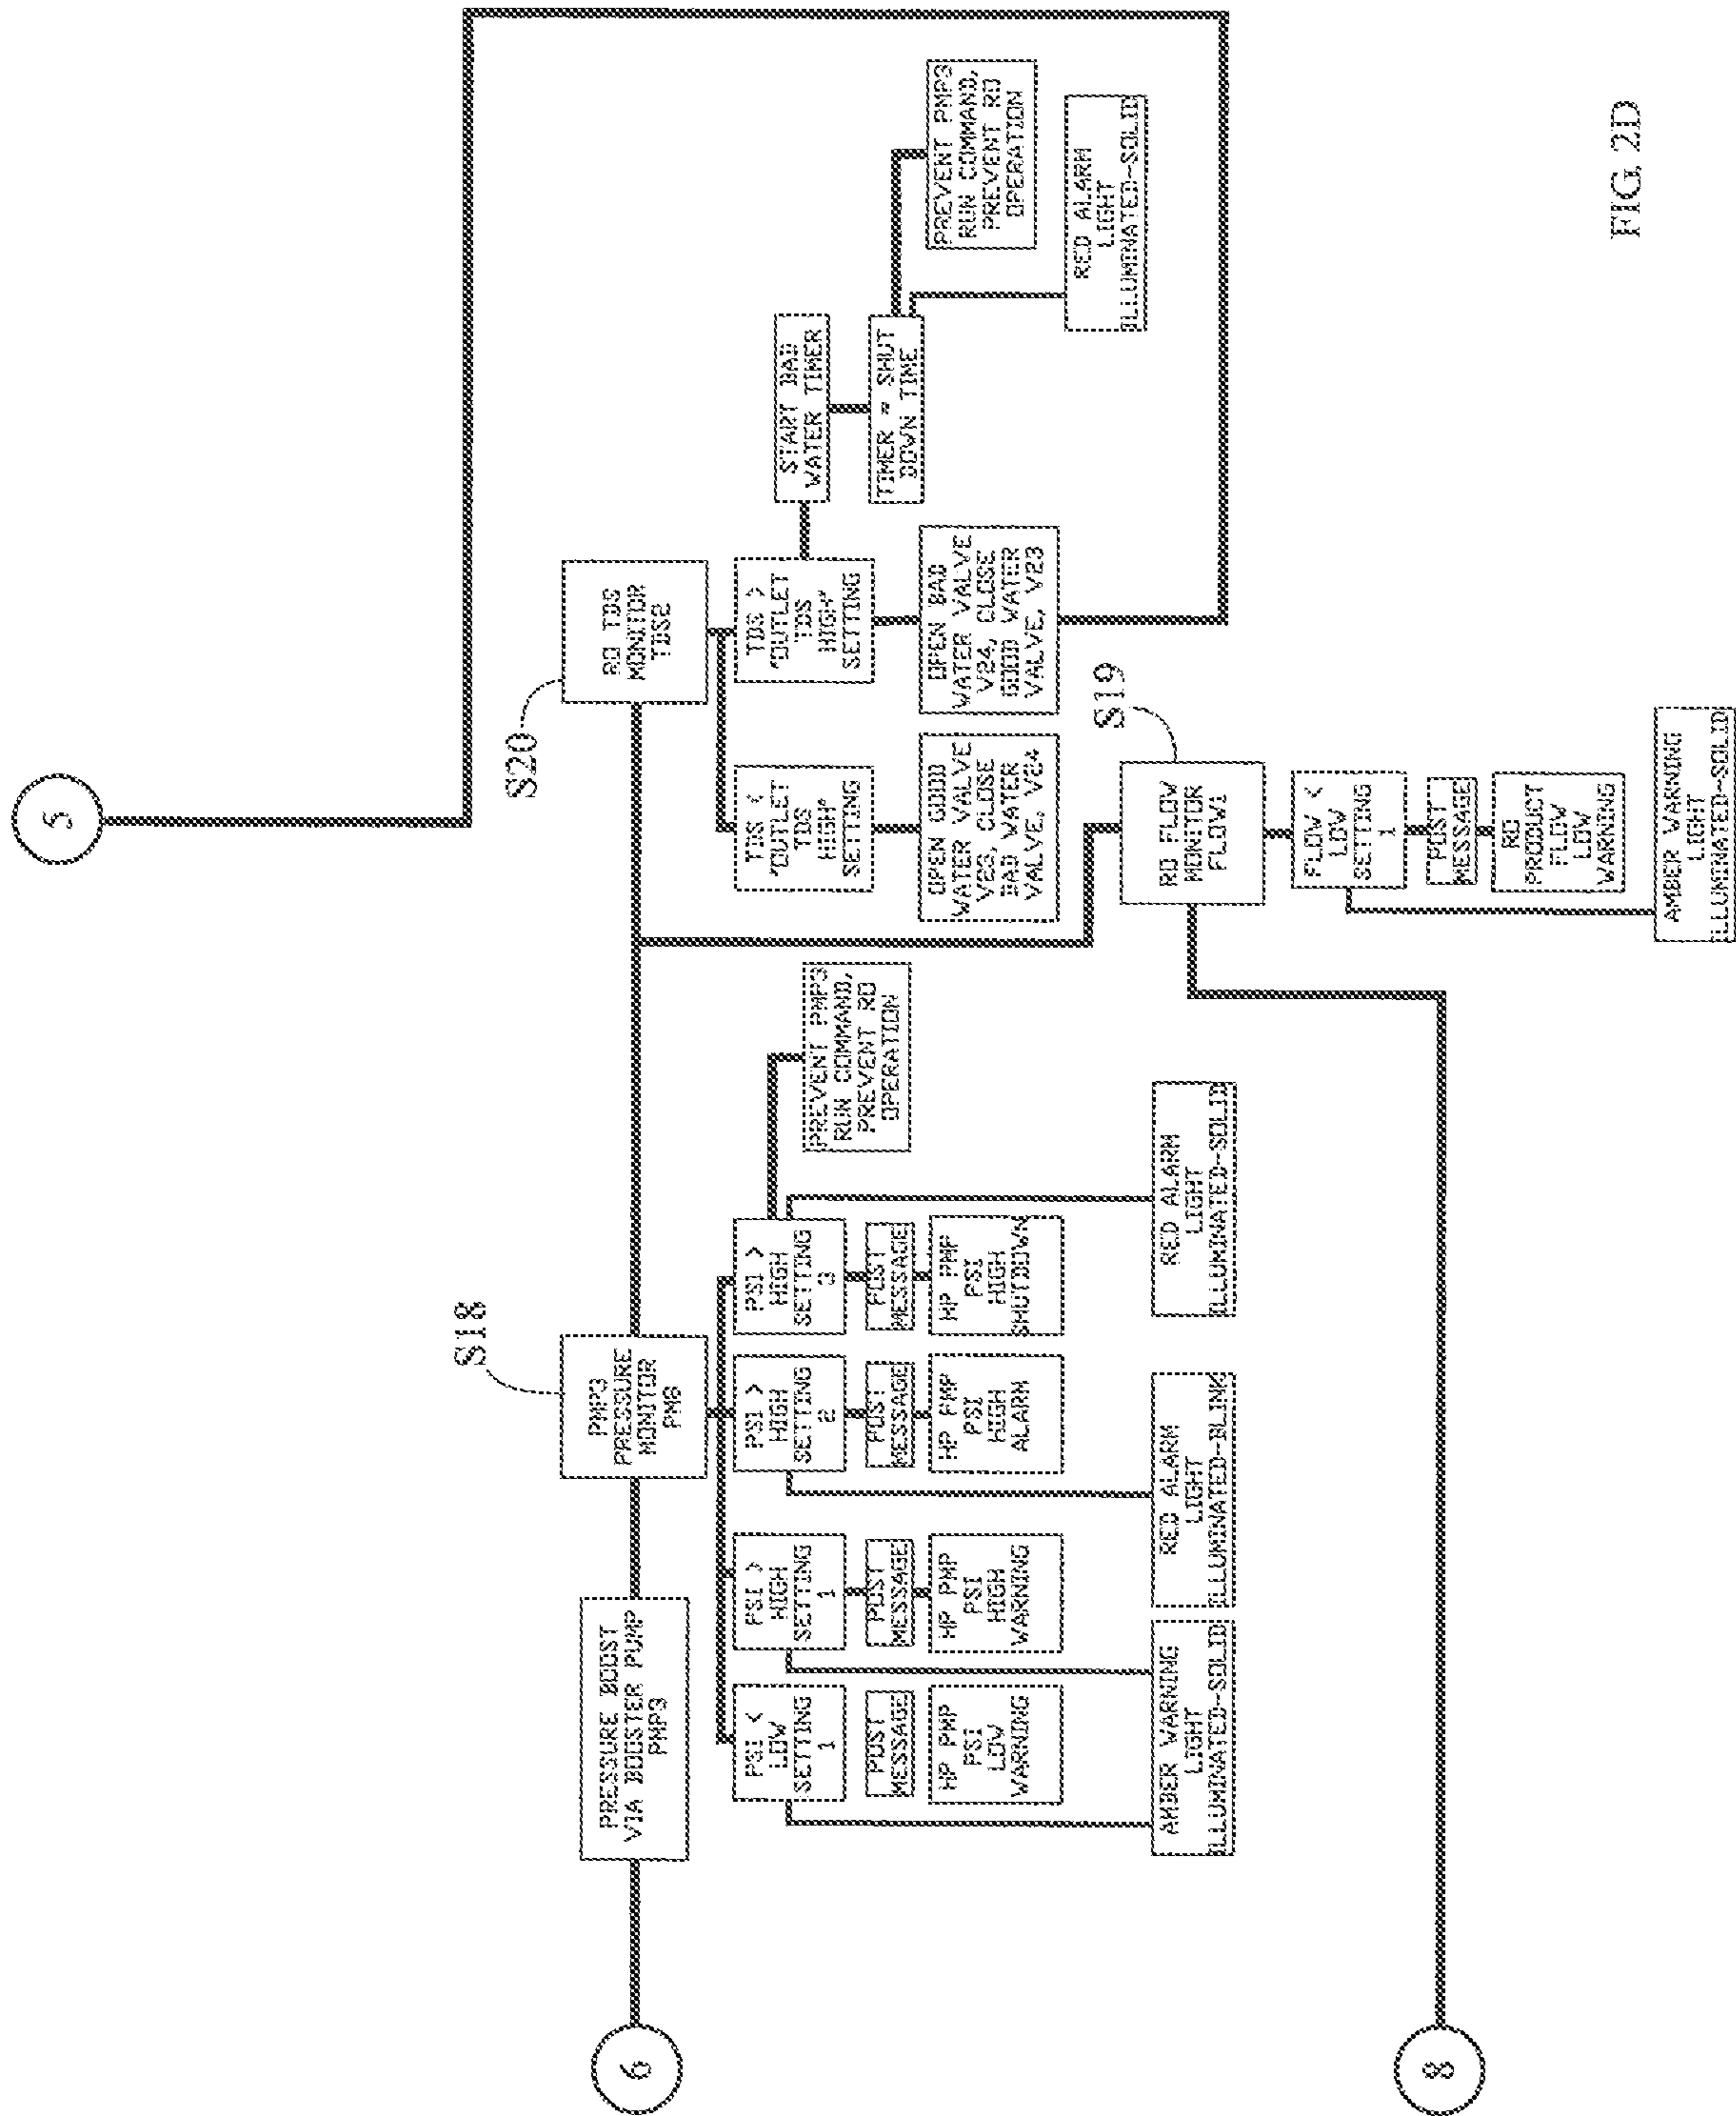 5
6
PRESSURE BOOST
VIA BOOSTER PUMP
PMP3
S18
PMP3
PRESSURE
MONITOR
PM8
PSI <
LOW
SETTING
1
POST
MESSAGE
HP PMP
PSI
LOW
WARNING
PSI >
HIGH
SETTING
1
POST
MESSAGE
HP PMP
PSI
HIGH
WARNING
PSI >
HIGH
SETTING
2
POST
MESSAGE
HP PMP
PSI
HIGH
ALARM
PSI >
HIGH
SETTING
3
POST
MESSAGE
HP PMP
PSI
HIGH
SHUTDOWN
PREVENT PMP3
RUN COMMAND,
PREVENT RO
OPERATION
AMBER WARNING
LIGHT
ILLUMINATED-SOLID
RED ALARM
LIGHT
ILLUMINATED-BLINK
RED ALARM
LIGHT
ILLUMINATED-SOLID
S20
RO TDS
MONITOR
TDS2
TDS <
"OUTLET
TDS
HIGH"
SETTING
OPEN GOOD
WATER VALVE
V23, CLOSE
BAD WATER
VALVE, V24
TDS >
"OUTLET
TDS
HIGH"
SETTING
OPEN BAD
WATER VALVE
V24, CLOSE
GOOD WATER
VALVE, V23
START BAD
WATER TIMER
TIMER = SHUT
DOWN TIME
PREVENT PMP3
RUN COMMAND,
PREVENT RO
OPERATION
RED ALARM
LIGHT
ILLUMINATED-SOLID
S19
RO FLOW
MONITOR
FLOW1
FLOW <
LOW
SETTING
1
POST
MESSAGE
RO
PRODUCT
FLOW
LOW
WARNING
AMBER WARNING
LIGHT
ILLUMINATED-SOLID
8
FIG. 2D